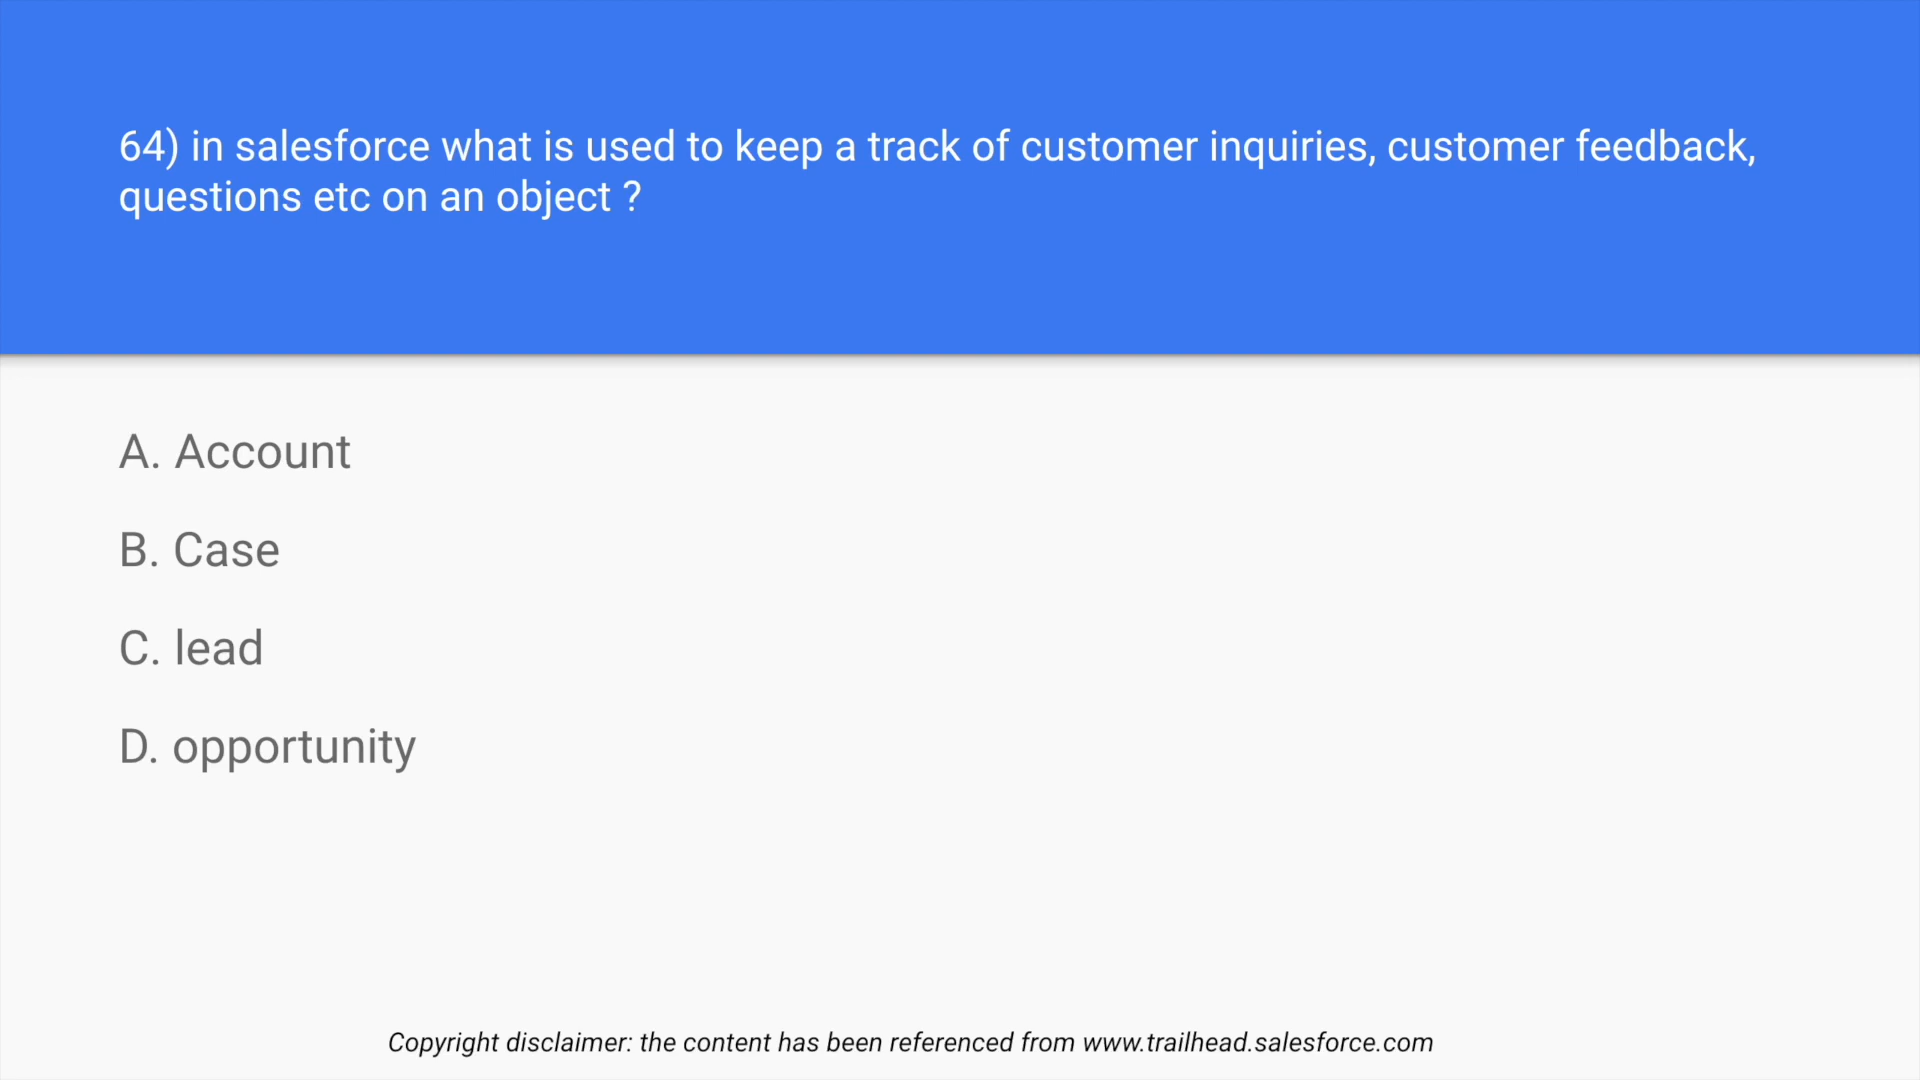 64) in salesforce what is used to keep a track of customer inquiries, customer feedback,
questions etc on an object ?
A. Account
B. Case
C. lead
D. opportunity
Copyright disclaimer: the content has been referenced from www.trailhead.salesforce.com